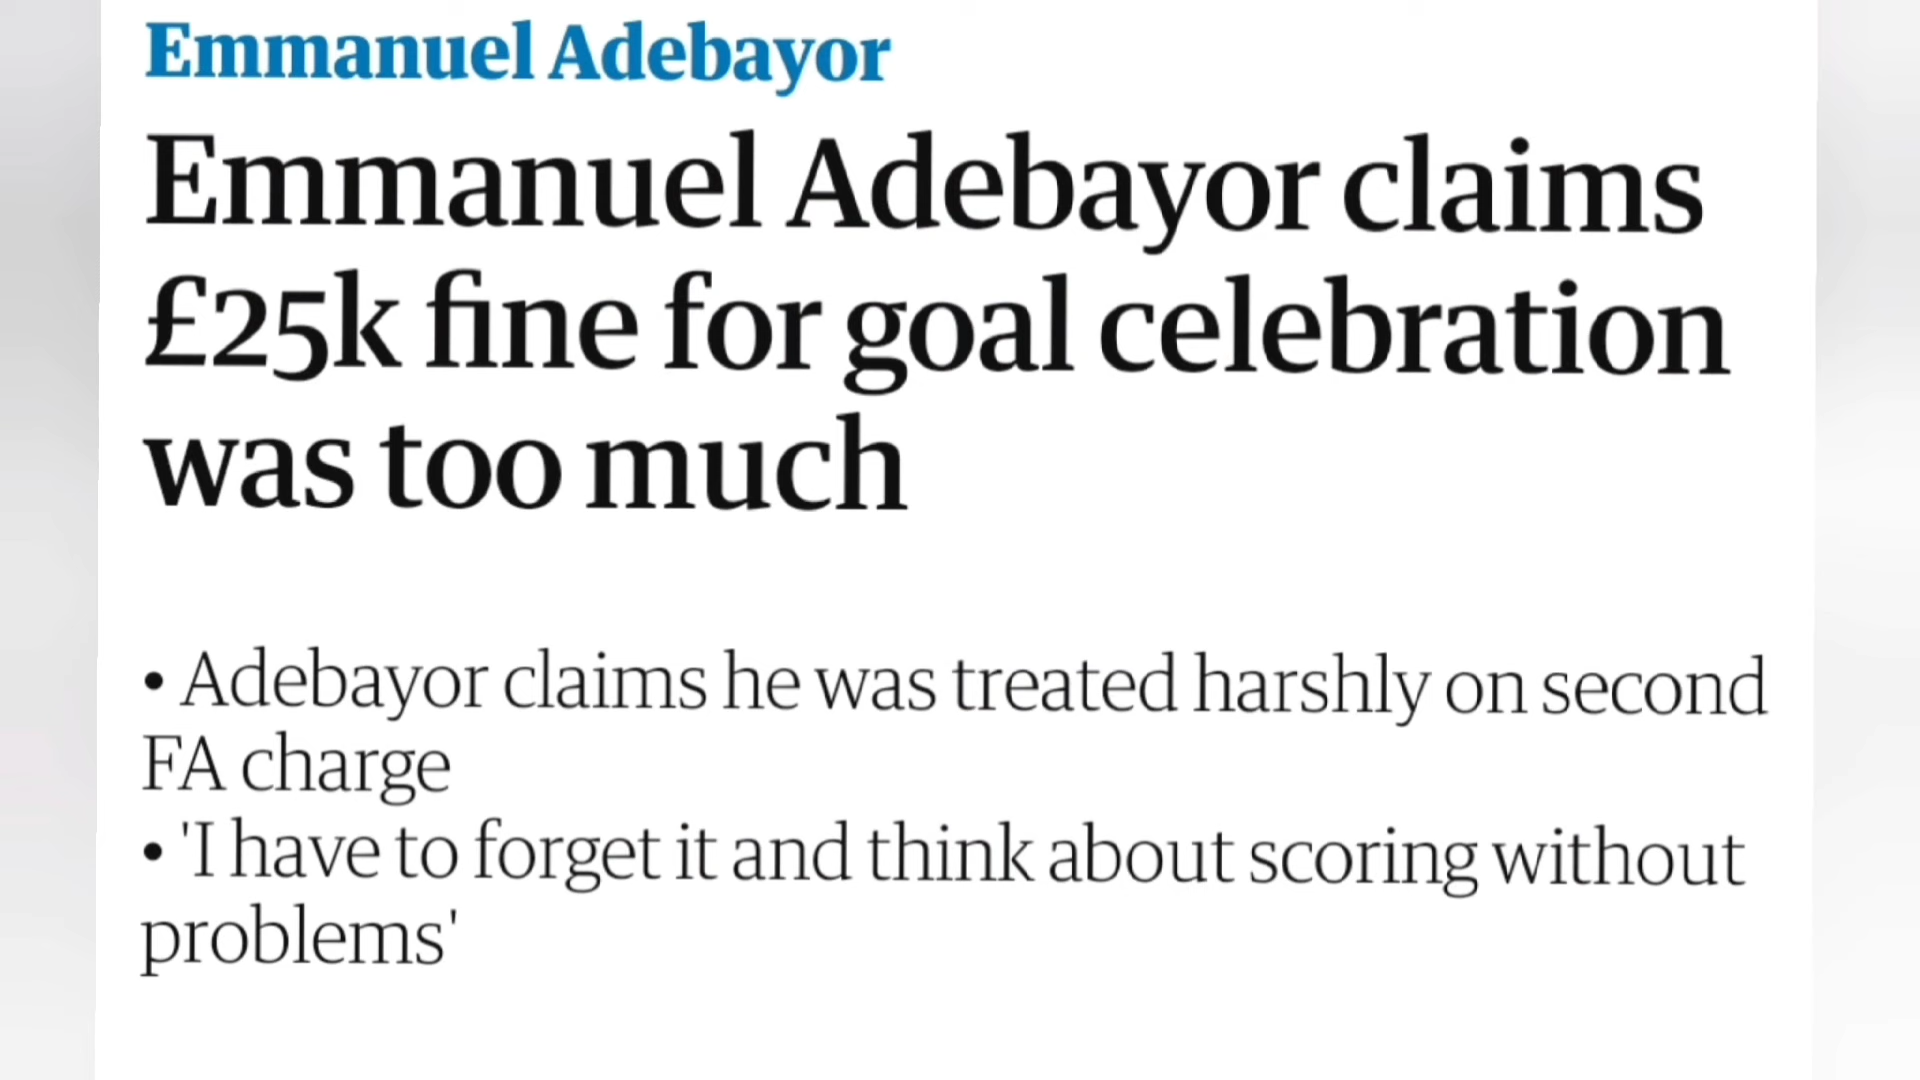 Emmanuel Adebayor
Emmanuel Adebayor claims
£25k fine for goal celebration
was too much
• Adebayor claims he was treated harshly on second
FA charge
• 'I have to forget it and think about scoring without
problems'